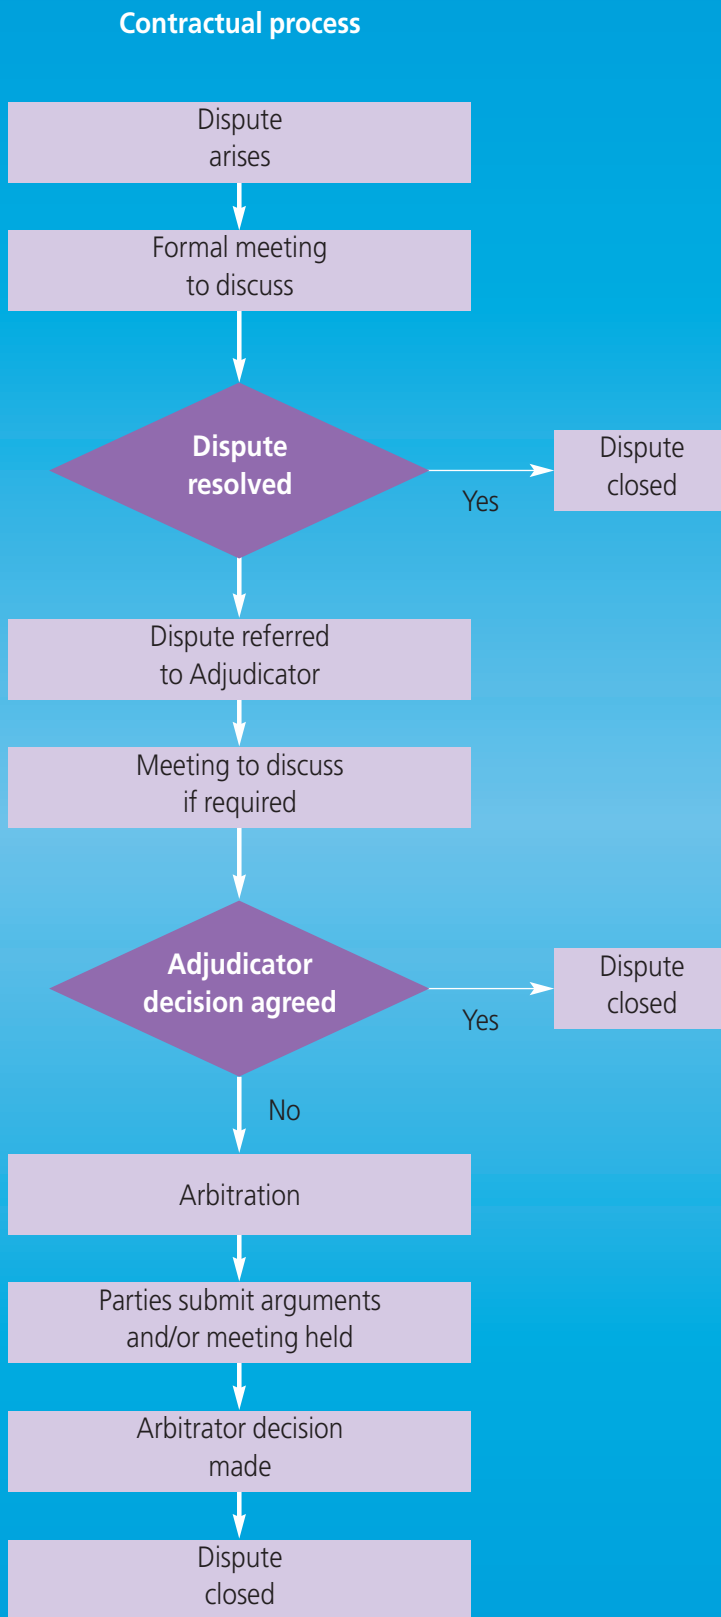 Contractual process
Dispute
arises
Formal meeting
to discuss
Dispute
resolved
Yes
Dispute
closed
Dispute referred
to Adjudicator
Meeting to discuss
if required
Adjudicator
decision agreed
Yes
Dispute
closed
No
Arbitration
Parties submit arguments
and/or meeting held
Arbitrator decision
made
Dispute
closed